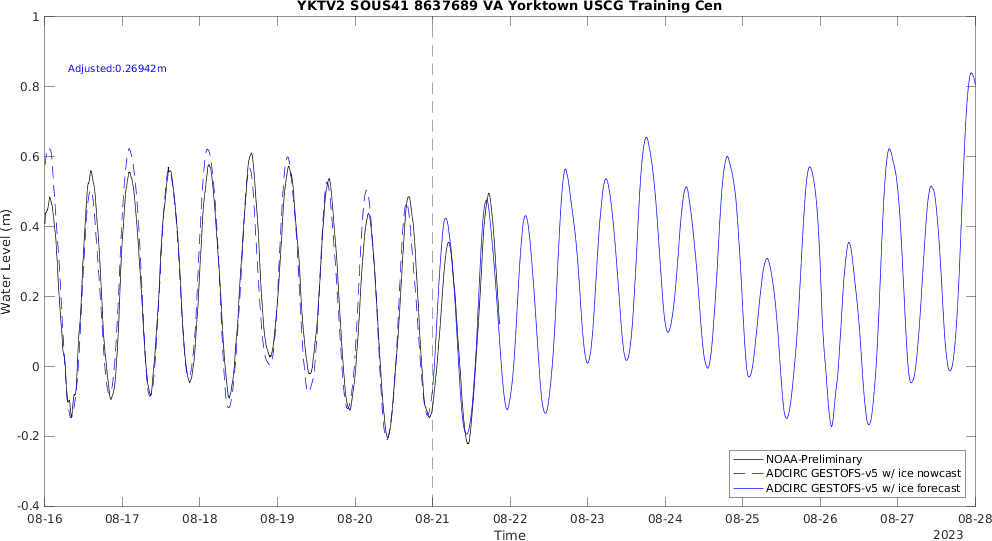 YKTV2 SOUS41 8637689 VA Yorktown USCG Training Cen
Adjusted:0.26942m
Water Level (m)
1
0.8
0.6
0.4
0.2
0
-0.2
-0.4
NOAA-Preliminary
ADCIRC GESTOFS-v5 w/ ice nowcast
ADCIRC GESTOFS-v5 w/ ice forecast
08-16 08-17 08-18 08-19 08-20 08-21 08-22 08-23 08-24 08-25 08-26 08-27 08-28
Time
2023